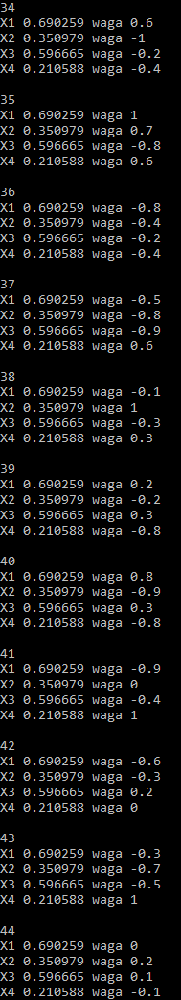 34
X1 0.690259 waga 0.6
X2 0.350979 waga -1
X3 0.596665 waga -0.2
X4 0.210588 waga -0.4

35
X1 0.690259 waga 1
X2 0.350979 waga 0.7
X3 0.596665 waga -0.8
X4 0.210588 waga 0.6

36
X1 0.690259 waga -0.8
X2 0.350979 waga -0.4
X3 0.596665 waga -0.2
X4 0.210588 waga -0.4

37
X1 0.690259 waga -0.5
X2 0.350979 waga -0.8
X3 0.596665 waga -0.9
X4 0.210588 waga 0.6

38
X1 0.690259 waga -0.1
X2 0.350979 waga 1
X3 0.596665 waga -0.3
X4 0.210588 waga 0.3

39
X1 0.690259 waga 0.2
X2 0.350979 waga -0.2
X3 0.596665 waga 0.3
X4 0.210588 waga -0.8

40
X1 0.690259 waga 0.8
X2 0.350979 waga -0.9
X3 0.596665 waga 0.3
X4 0.210588 waga -0.8

41
X1 0.690259 waga -0.9
X2 0.350979 waga 0
X3 0.596665 waga -0.4
X4 0.210588 waga 1

42
X1 0.690259 waga -0.6
X2 0.350979 waga -0.3
X3 0.596665 waga 0.2
X4 0.210588 waga 0

43
X1 0.690259 waga -0.3
X2 0.350979 waga -0.7
X3 0.596665 waga -0.5
X4 0.210588 waga 1

44
X1 0.690259 waga 0
X2 0.350979 waga 0.2
X3 0.596665 waga 0.1
X4 0.210588 waga -0.1